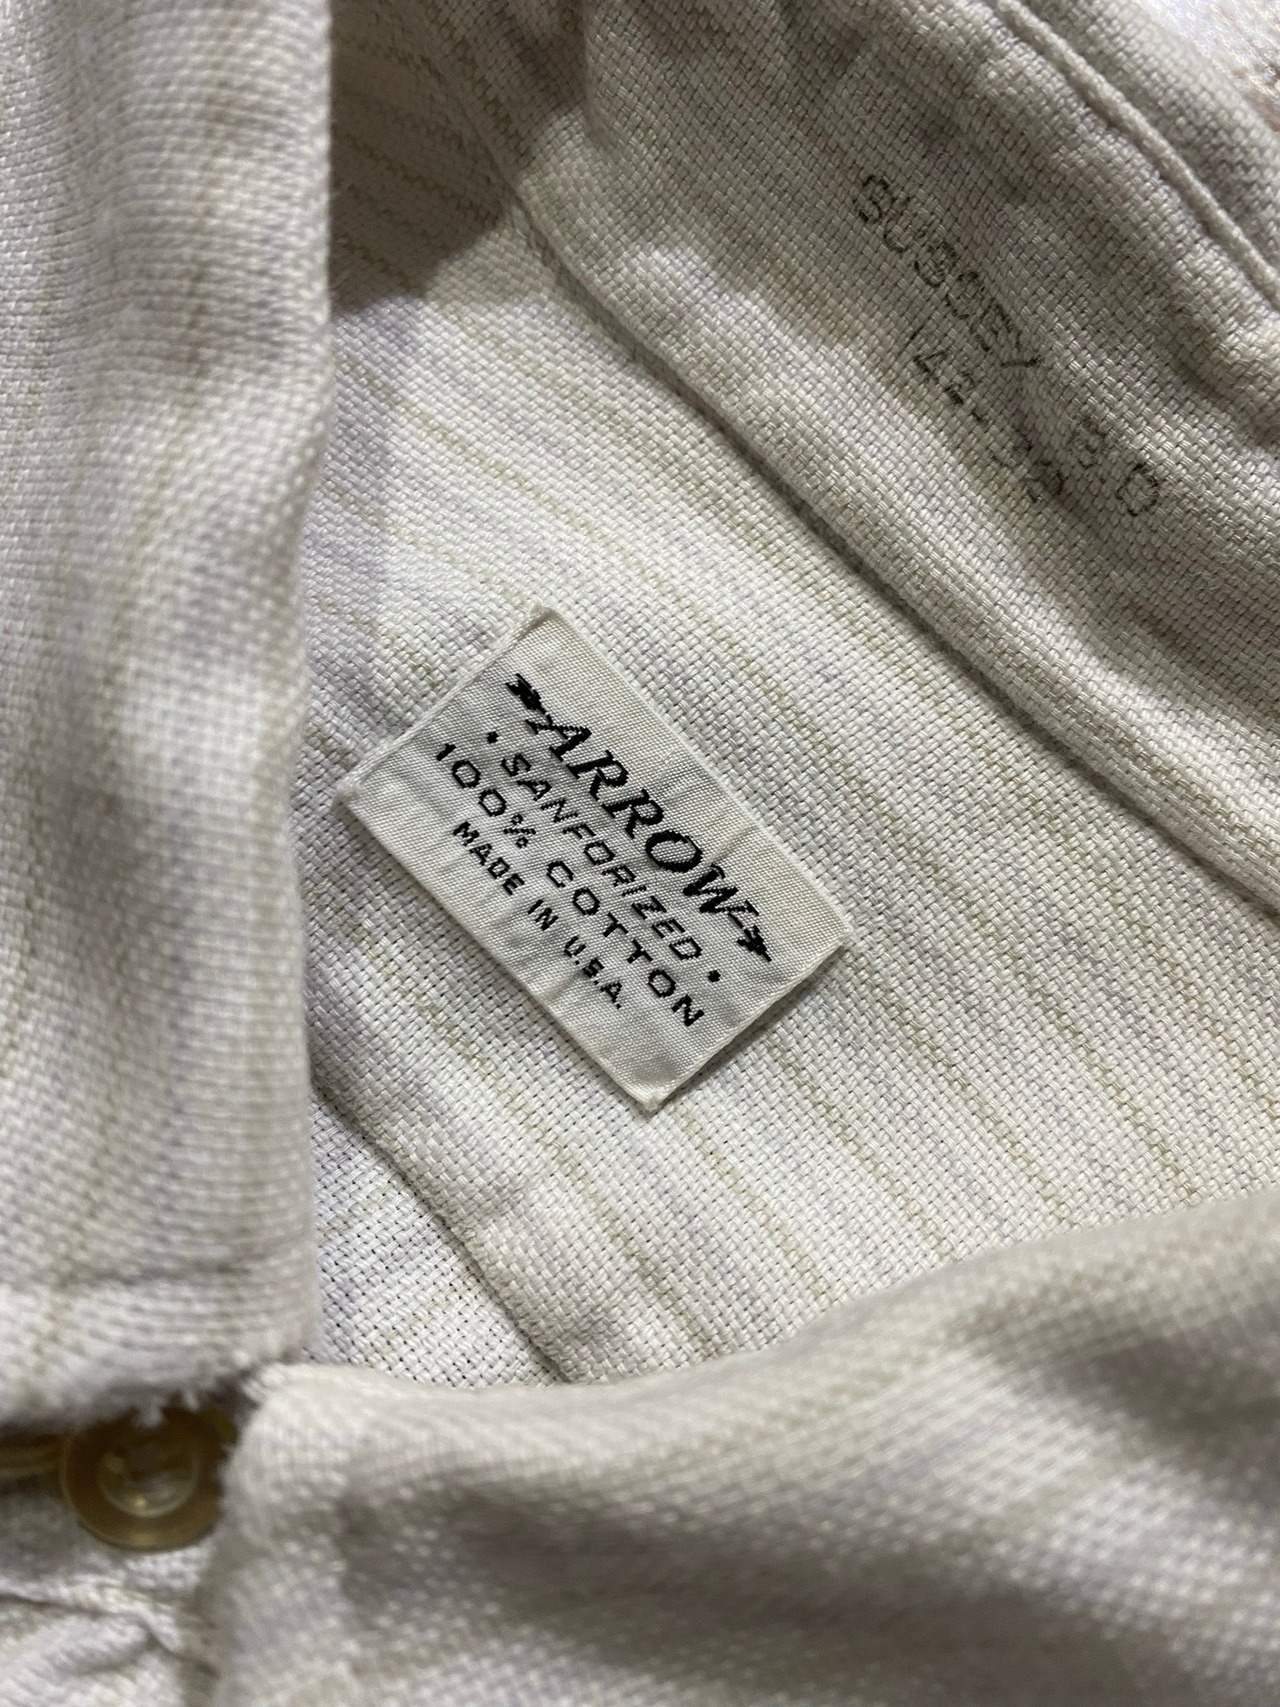 ARROW
· SANFORIZED ·
100% COTTON
MADE IN U.S.A.